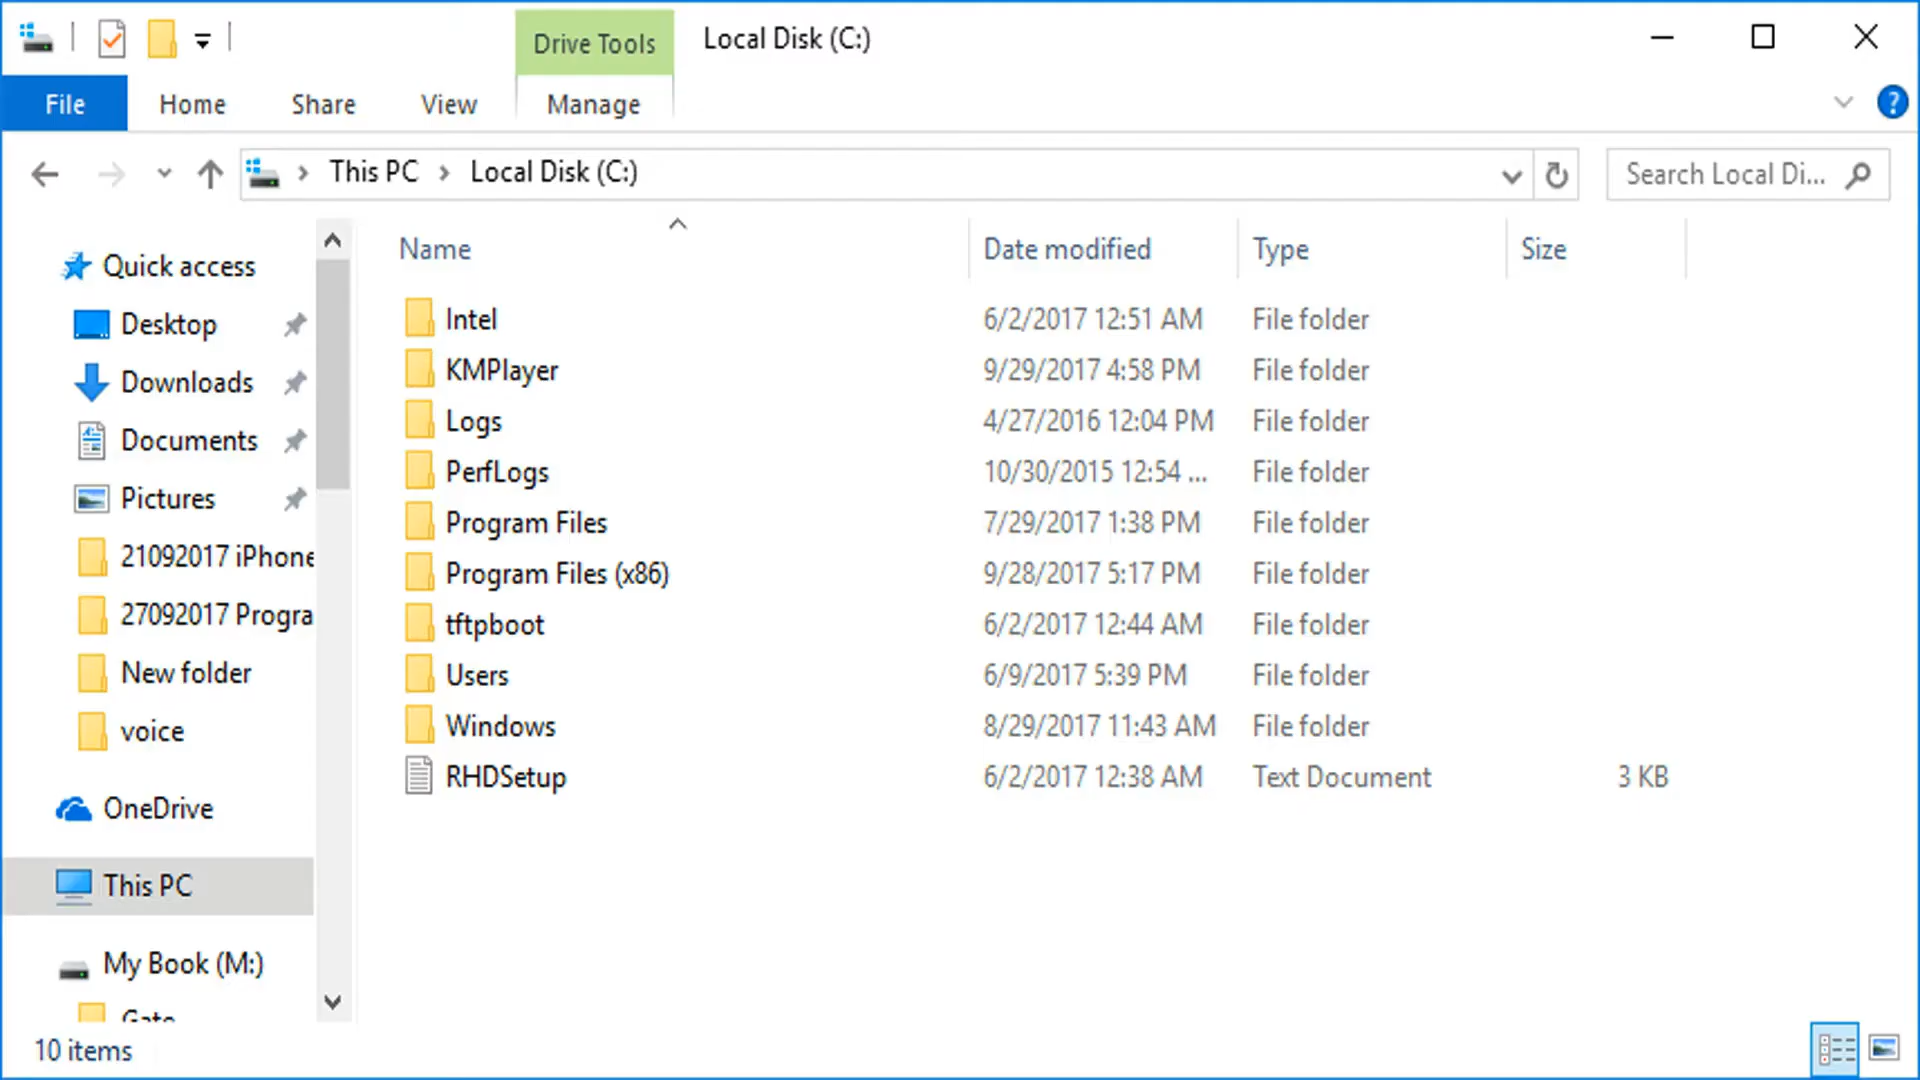 Drive Tools
Local Disk (C:)
File
Home
Share
View
Manage
?
This PC
Local Disk (C:)
Search Local Di...
Name
Date modified
Type
Size
Quick access
Desktop
Downloads
Documents
Pictures
21092017 iPhone
27092017 Progra
New folder
voice
OneDrive
This PC
My Book (M:)
Gate
Intel 6/2/2017 12:51 AM File folder
KMPlayer 9/29/2017 4:58 PM File folder
Logs 4/27/2016 12:04 PM File folder
PerfLogs 10/30/2015 12:54 ... File folder
Program Files 7/29/2017 1:38 PM File folder
Program Files (x86) 9/28/2017 5:17 PM File folder
tftpboot 6/2/2017 12:44 AM File folder
Users 6/9/2017 5:39 PM File folder
Windows 8/29/2017 11:43 AM File folder
RHDSetup 6/2/2017 12:38 AM Text Document 3 KB
10 items